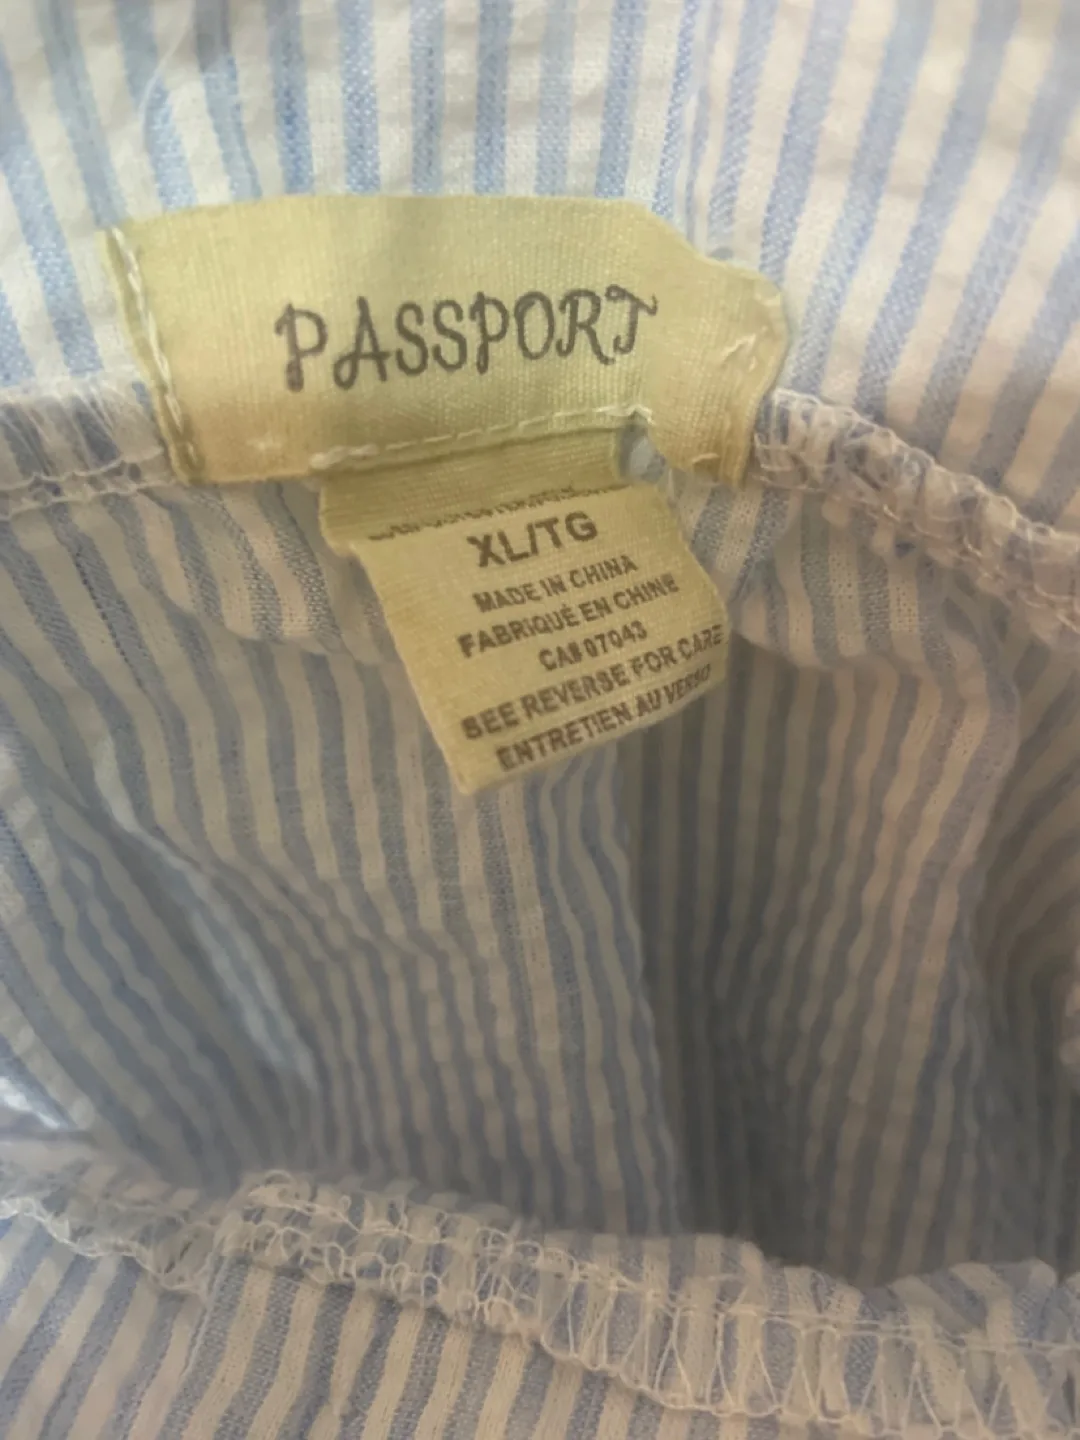 PASSPORT
XL/TG
MADE IN CHINA
FABRIQUÉ EN CHINE
CA# 07043
SEE REVERSE FOR CARE
ENTRETIEN AU VERSO